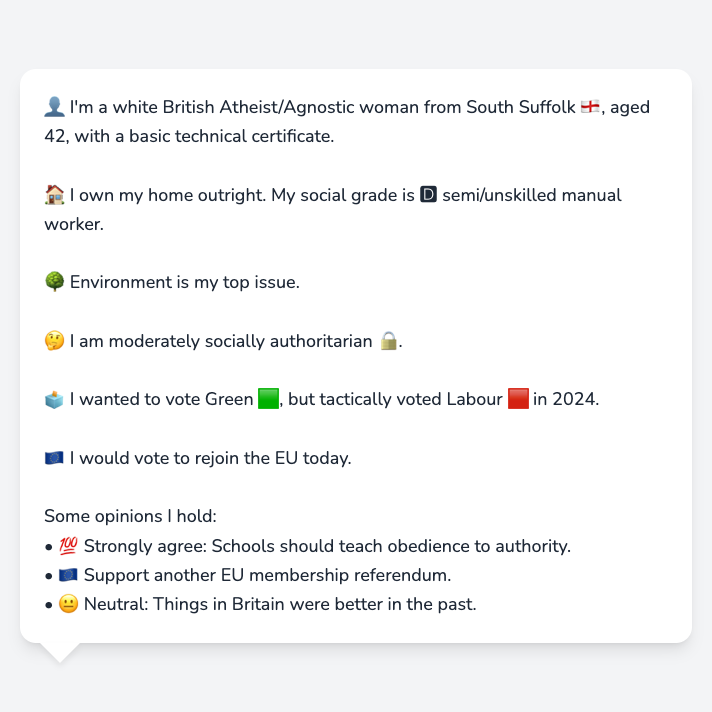 👤 I'm a white British Atheist/Agnostic woman from South Suffolk 🏴󠁧󠁢󠁥󠁮󠁧󠁿, aged
42, with a basic technical certificate.
🏠 I own my home outright. My social grade is 🅳 semi/unskilled manual
worker.
🌳 Environment is my top issue.
🤔 I am moderately socially authoritarian 🔒.
🗳️ I wanted to vote Green 🟩, but tactically voted Labour 🟥 in 2024.
🇪🇺 I would vote to rejoin the EU today.
Some opinions I hold:
• 💯 Strongly agree: Schools should teach obedience to authority.
• 🇪🇺 Support another EU membership referendum.
• 😐 Neutral: Things in Britain were better in the past.